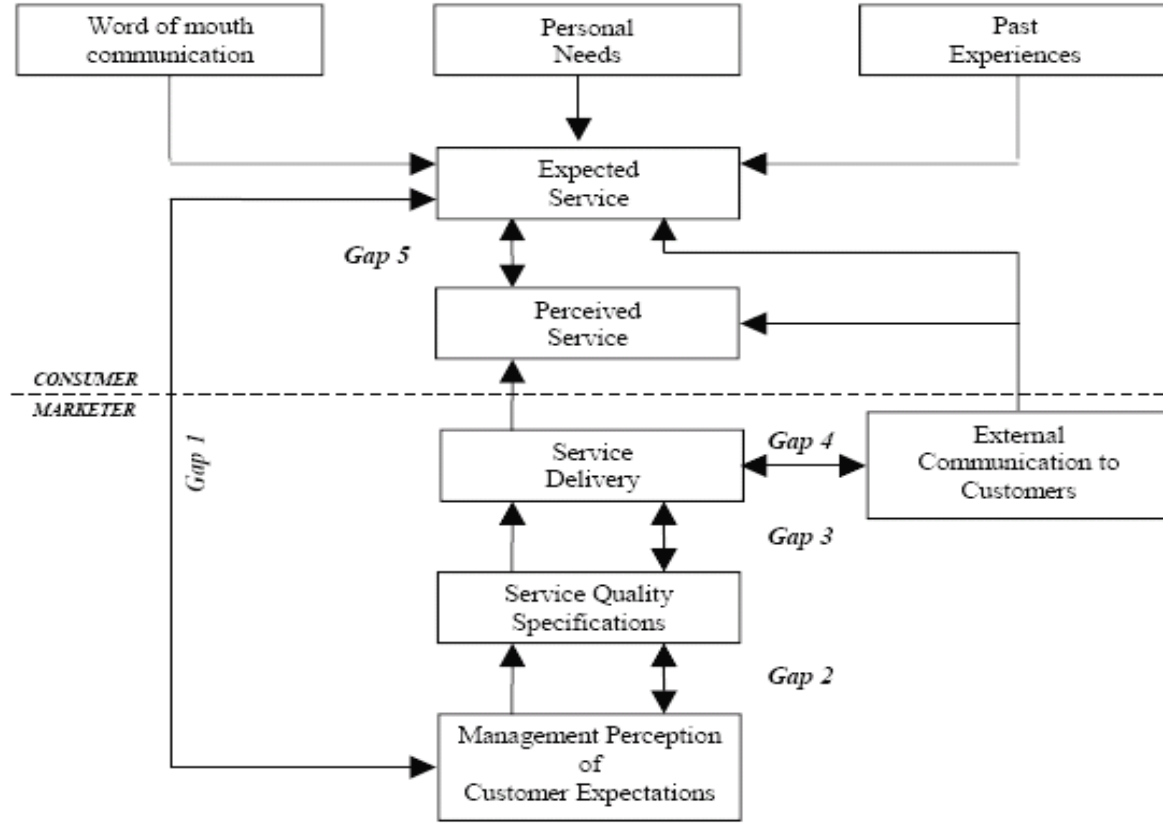 Word of mouth
communication
Personal
Needs
Past
Experiences
Expected
Service
Gap 5
Perceived
Service
CONSUMER
MARKETER
Gap 1
Service
Delivery
Gap 4
External
Communication to
Customers
Gap 3
Service Quality
Specifications
Gap 2
Management Perception
of
Customer Expectations